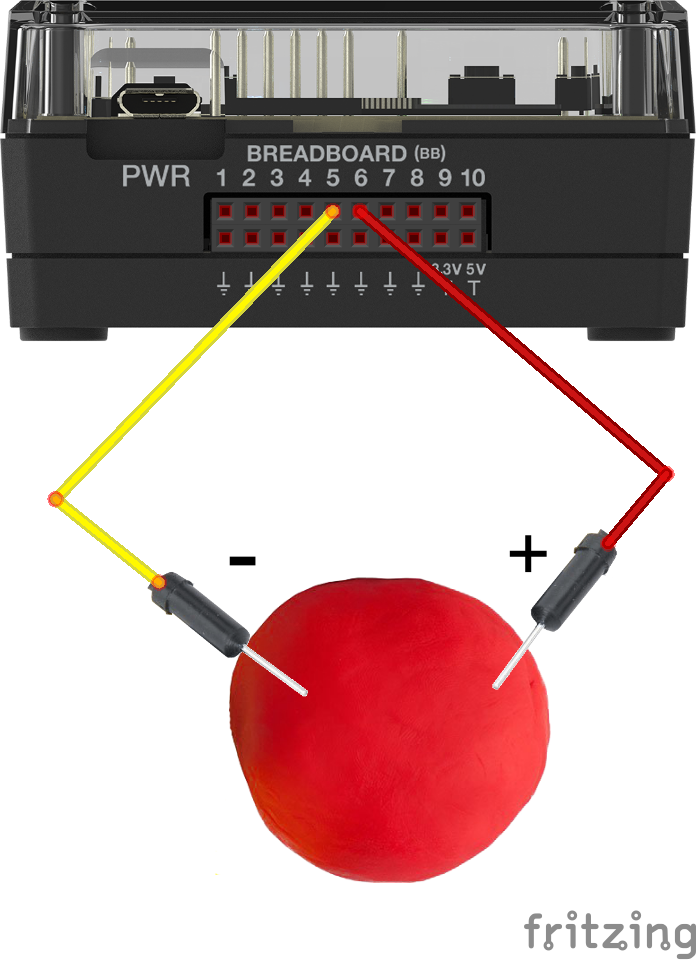 BREADBOARD (BB)
PWR 1 2 3 4 5 6 7 8 9 10
3.3V 5V
- +
fritzing